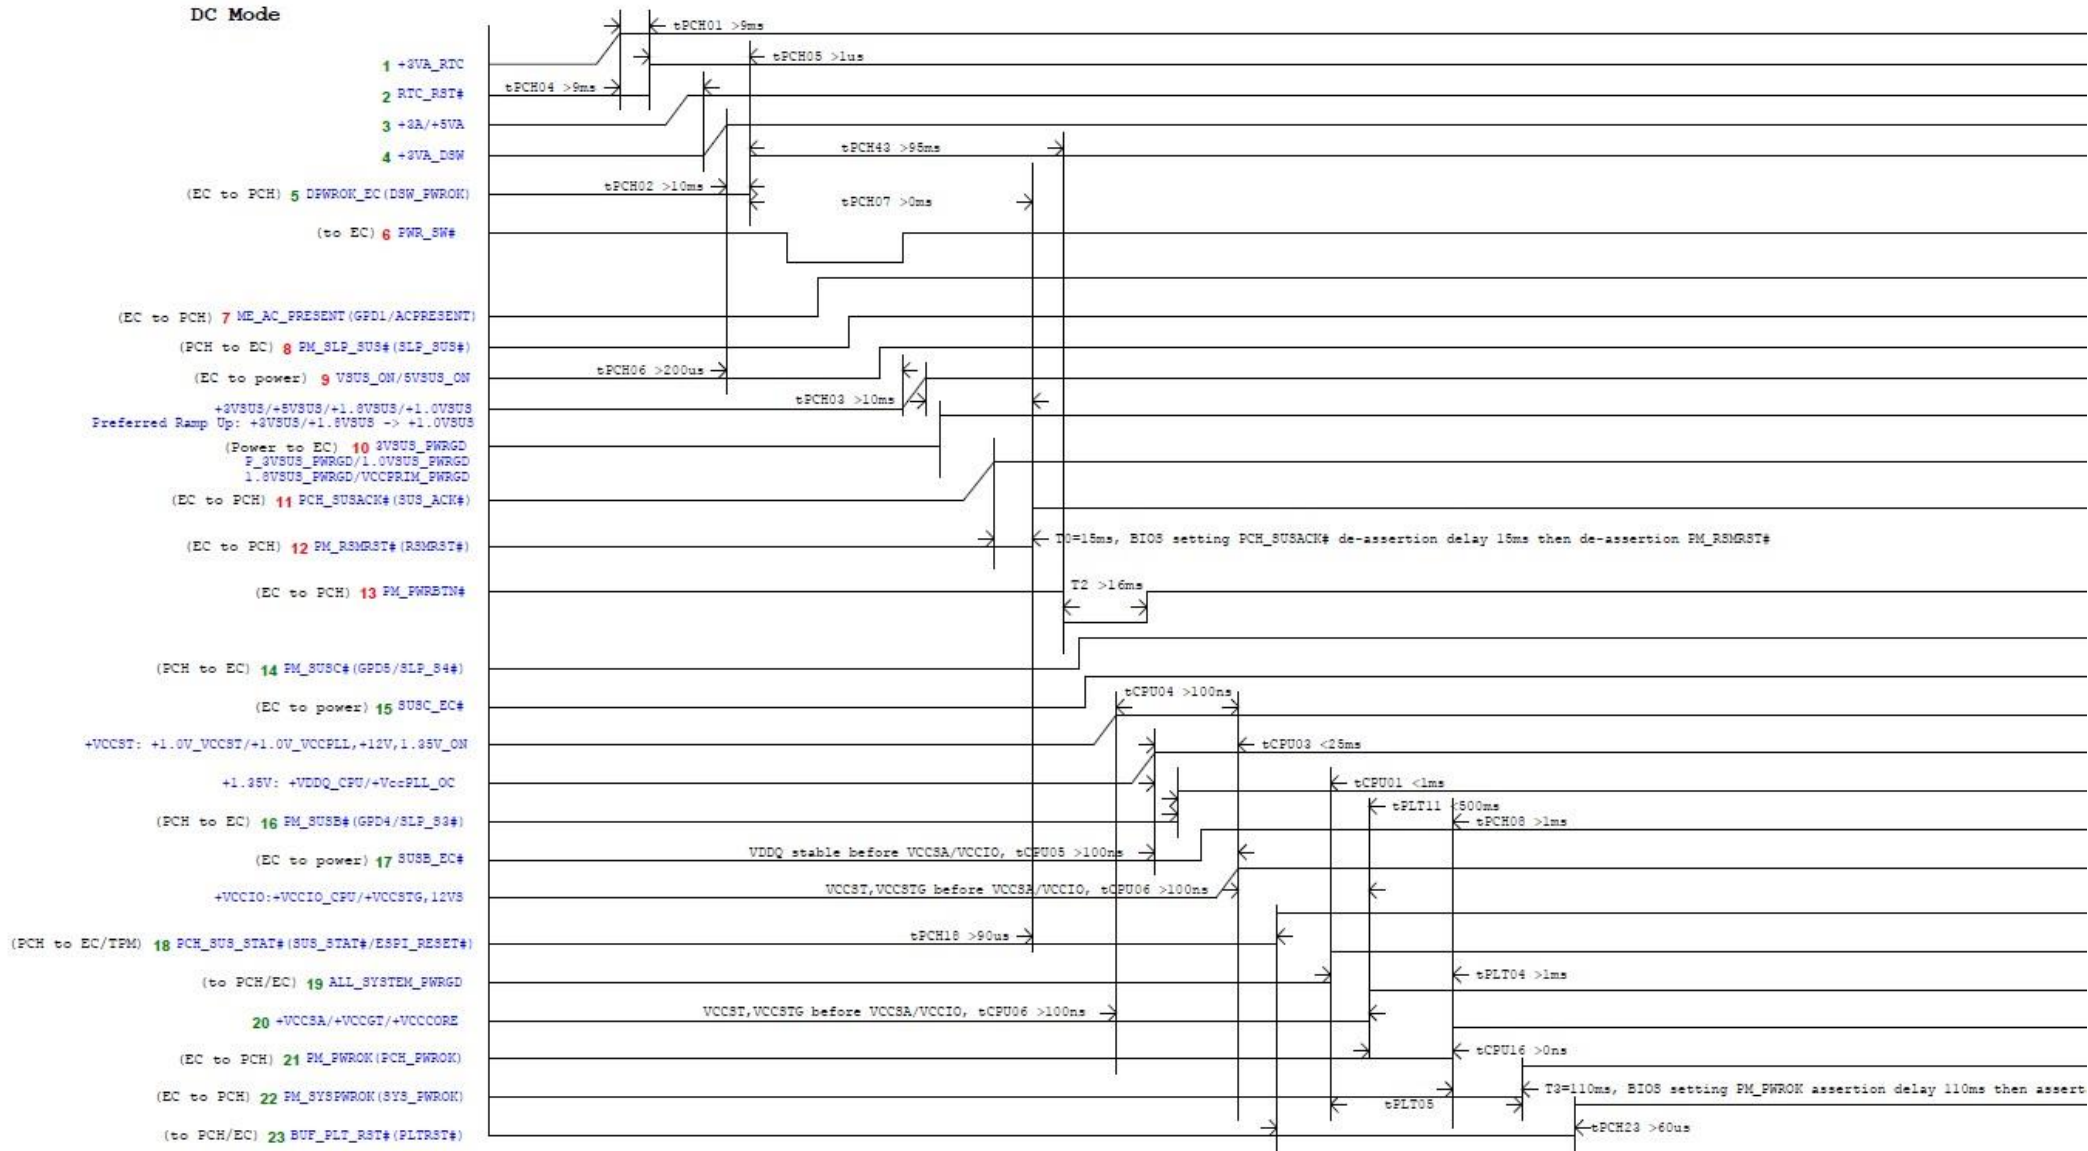 DC Mode
tPCH01 >9ms
tPCH05 >1us
1 +3VA_RTC
tPCH04 >9ms
2 RTC_RST#
3 +3A/+5VA
4 +3VA_DSW
tPCH43 >95ms
(EC to PCH) 5 DPWROK_EC(DSW_PWROK)
tPCH02 >10ms
tPCH07 >0ms
(to EC) 6 PWR_SW#
(EC to PCH) 7 ME_AC_PRESENT(GPD1/ACPRESENT)
(PCH to EC) 8 PM_SLP_SUS#(SLP_SUS#)
(EC to power) 9 VSUS_ON/5VSUS_ON
tPCH06 >200us
+3VSUS/+5VSUS/+1.8VSUS/+1.0VSUS
tPCH03 >10ms
Preferred Ramp Up: +3VSUS/+1.8VSUS -> +1.0VSUS
(Power to EC) 10 3VSUS_PWRGD
P_3VSUS_PWRGD/1.0VSUS_PWRGD
1.8VSUS_PWRGD/VCCPRIM_PWRGD
(EC to PCH) 11 PCH_SUSACK#(SUS_ACK#)
(EC to PCH) 12 PM_RSMRST#(RSMRST#)
T0=15ms, BIOS setting PCH_SUSACK# de-assertion delay 15ms then de-assertion PM_RSMRST#
(EC to PCH) 13 PM_PWRBTN#
T2 >16ms
(PCH to EC) 14 PM_SUSC#(GPD5/SLP_S4#)
(EC to power) 15 SUSC_EC#
tCPU04 >100ns
+VCCST: +1.0V_VCCST/+1.0V_VCCPLL,+12V,1.35V_ON
tCPU03 <25ms
+1.35V: +VDDQ_CPU/+VccPLL_OC
tCPU01 <1ms
tPLT11 <500ms
(PCH to EC) 16 PM_SUSB#(GPD4/SLP_S3#)
tPCH08 >1ms
(EC to power) 17 SUSB_EC#
VDDQ stable before VCCSA/VCCIO, tCPU05 >100ns
+VCCIO:+VCCIO_CPU/+VCCSTG,12VS
VCCST,VCCSTG before VCCSA/VCCIO, tCPU06 >100ns
(PCH to EC/TPM) 18 PCH_SUS_STAT#(SUS_STAT#/ESPI_RESET#)
tPCH18 >90us
(to PCH/EC) 19 ALL_SYSTEM_PWRGD
tPLT04 >1ms
20 +VCCSA/+VCCGT/+VCCCORE
VCCST,VCCSTG before VCCSA/VCCIO, tCPU06 >100ns
(EC to PCH) 21 PM_PWROK(PCH_PWROK)
tCPU16 >0ns
(EC to PCH) 22 PM_SYSPWROK(SYS_PWROK)
T3=110ms, BIOS setting PM_PWROK assertion delay 110ms then assert
tPLT05
(to PCH/EC) 23 BUF_PLT_RST#(PLTRST#)
tPCH23 >60us